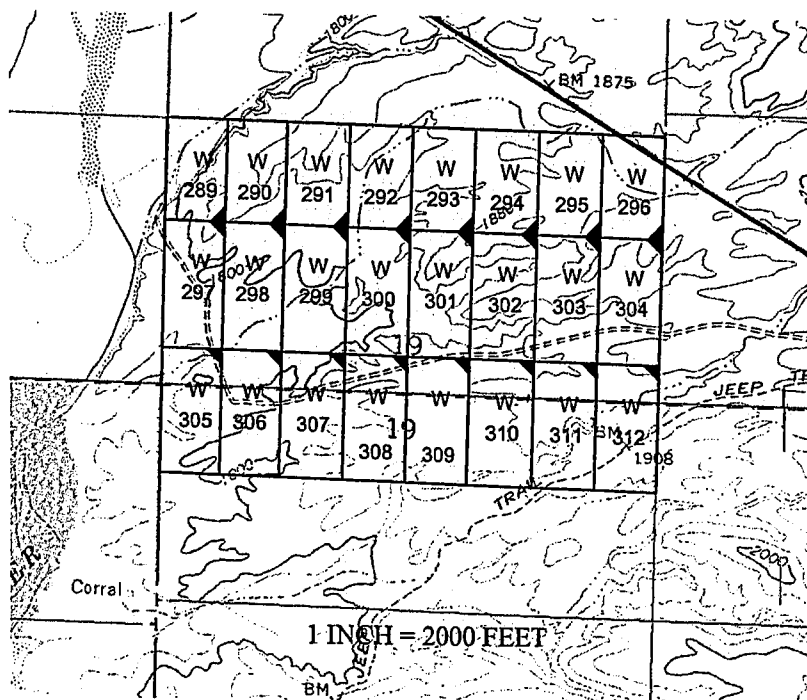 1800
BM 1875
W W W W W W W W
289 290 291 292 293 294 295 296
1880
W W W W W W W W
1800
297 298 299 300 301 302 303 304
19
JEEP
W W W W W W W W
305 306 307 308 309 310 311 312
19
BM
1908
TRAIL
2000
Corral
1 INCH = 2000 FEET
JEEP
BM